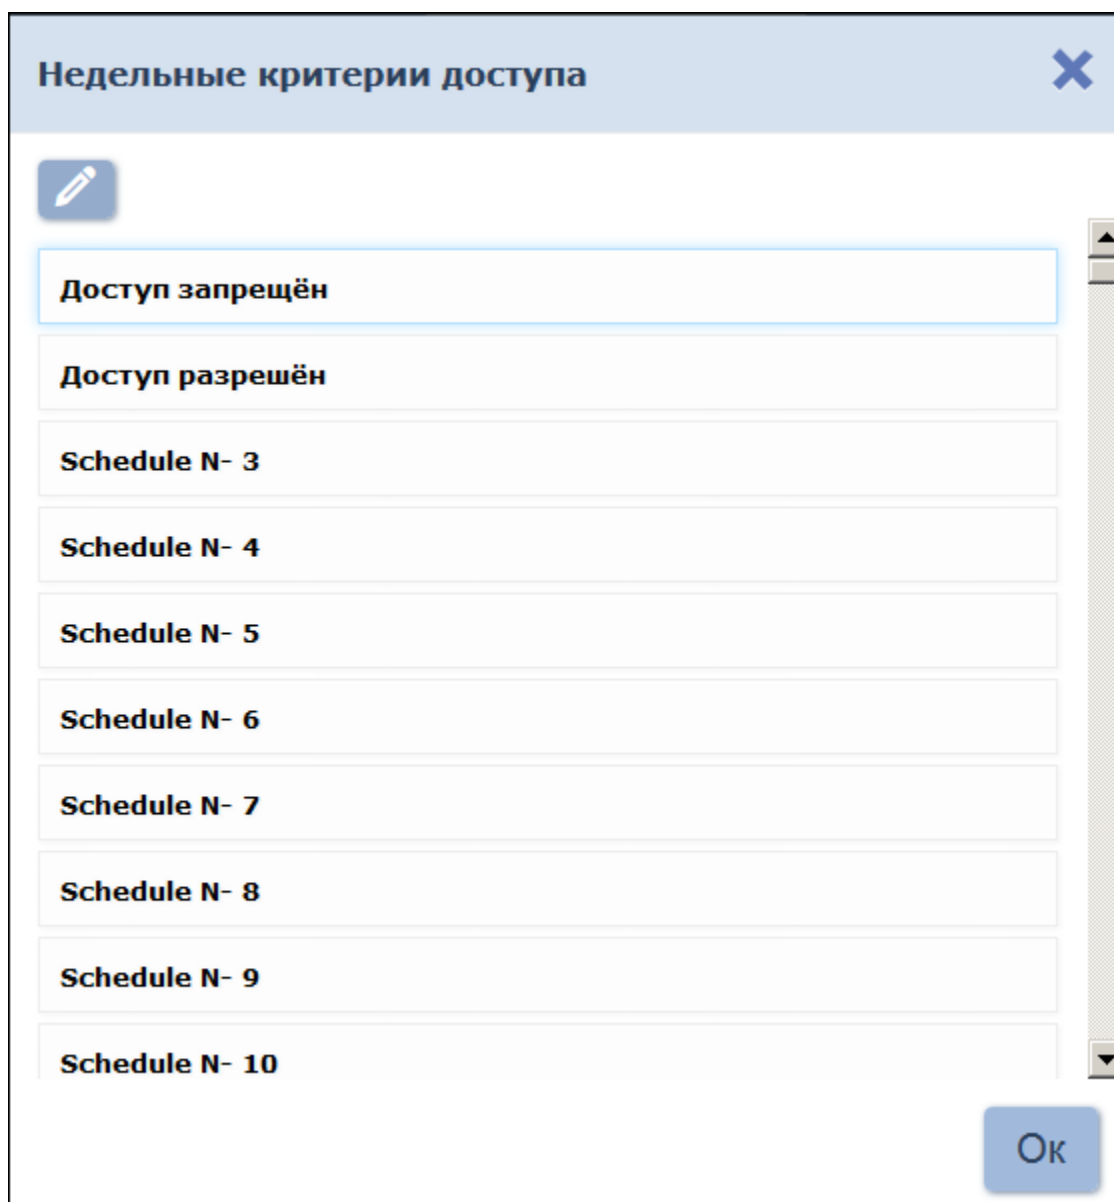 Недельные критерии доступа
Доступ запрещён
Доступ разрешён
Schedule N- 3
Schedule N- 4
Schedule N- 5
Schedule N- 6
Schedule N- 7
Schedule N- 8
Schedule N- 9
Schedule N- 10
Ок